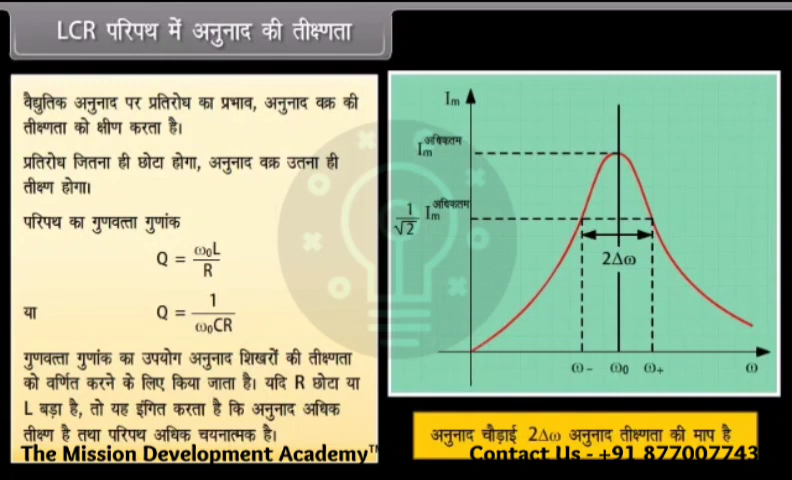 LCR परिपथ में अनुनाद की तीक्ष्णता
वैद्युतिक अनुनाद पर प्रतिरोध का प्रभाव, अनुनाद वक्र की
तीक्ष्णता को क्षीण करता है।
प्रतिरोध जितना ही छोटा होगा, अनुनाद वक्र उतना ही
तीक्ष्ण होगा।
परिपथ का गुणवत्ता गुणांक
Q = ω₀L / R
या Q = 1 / ω₀CR
गुणवत्ता गुणांक का उपयोग अनुनाद शिखरों की तीक्ष्णता
को वर्णित करने के लिए किया जाता है। यदि R छोटा या
L बड़ा है, तो यह इंगित करता है कि अनुनाद अधिक
तीक्ष्ण है तथा परिपथ अधिक चयनात्मक है।
Iₘ
Iₘ अधिकतम
1/√2 Iₘ अधिकतम
2Δω
ω− ω₀ ω₊ ω
अनुनाद चौड़ाई 2Δω अनुनाद तीक्ष्णता की माप है
The Mission Development Academy™
Contact Us - +91 877007743